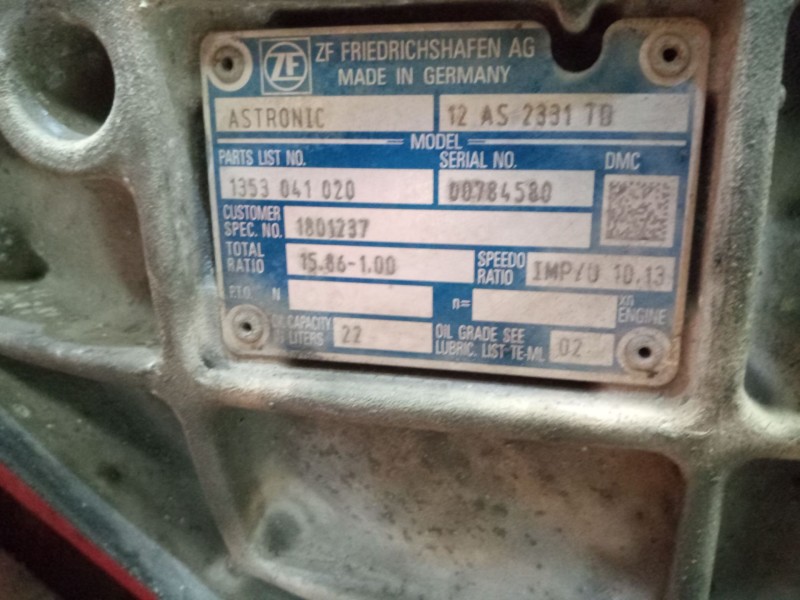 ZF ZF FRIEDRICHSHAFEN AG
MADE IN GERMANY
ASTRONIC 12 AS 2331 TD
MODEL
PARTS LIST NO. SERIAL NO. DMC
1353 041 020 00784580
CUSTOMER SPEC. NO. 1801237
TOTAL RATIO 15.86-1.00 SPEEDO RATIO IMP/U 10.13
P.T.O. N n= xn ENGINE
OIL CAPACITY LITERS 22 OIL GRADE SEE LUBRIC. LIST TE-ML 02